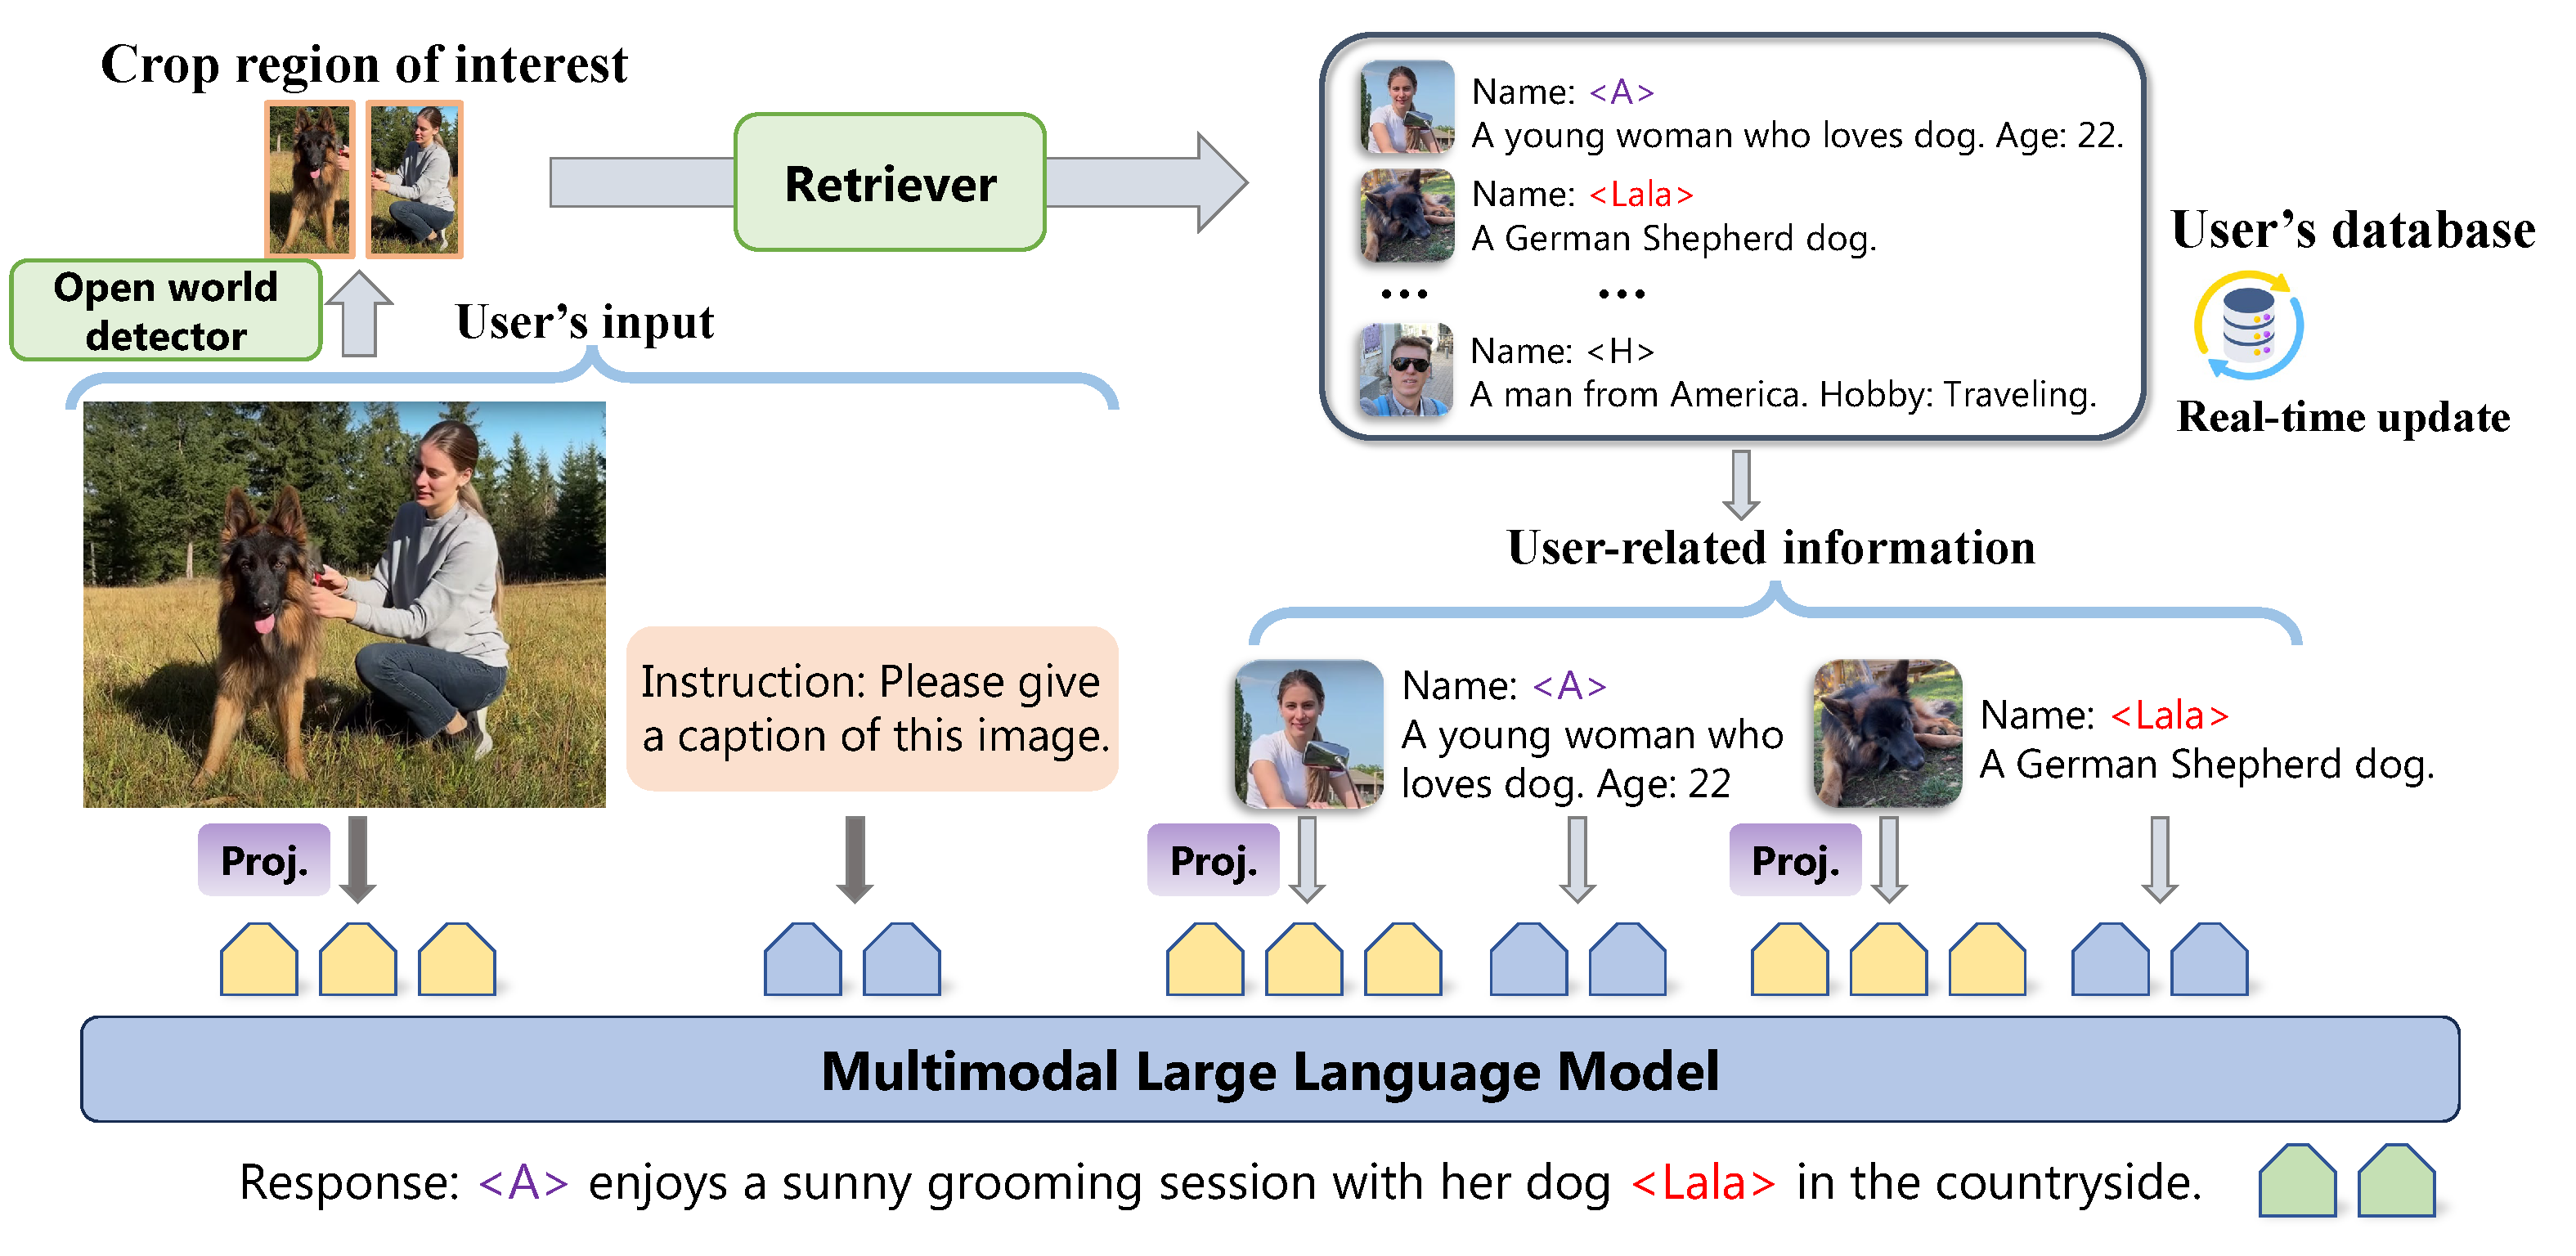 Crop region of interest
Retriever
Open world
detector
User's input
Name: <A>
A young woman who loves dog. Age: 22.
Name: <Lala>
A German Shepherd dog.
... ...
Name: <H>
A man from America. Hobby: Traveling.
User's database
Real-time update
User-related information
Instruction: Please give
a caption of this image.
Name: <A>
A young woman who
loves dog. Age: 22
Name: <Lala>
A German Shepherd dog.
Proj.
Proj.
Proj.
Multimodal Large Language Model
Response: <A> enjoys a sunny grooming session with her dog <Lala> in the countryside.